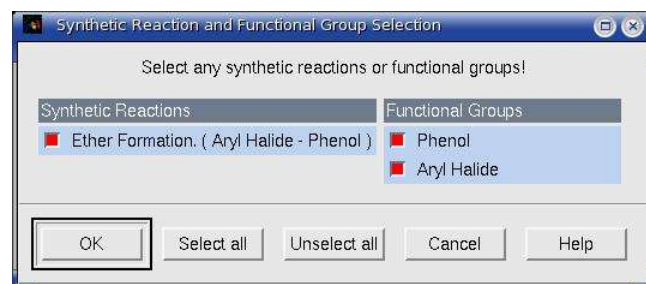 Synthetic Reaction and Functional Group Selection
Select any synthetic reactions or functional groups!
Synthetic Reactions
Functional Groups
Ether Formation. ( Aryl Halide - Phenol )
Phenol
Aryl Halide
OK
Select all
Unselect all
Cancel
Help